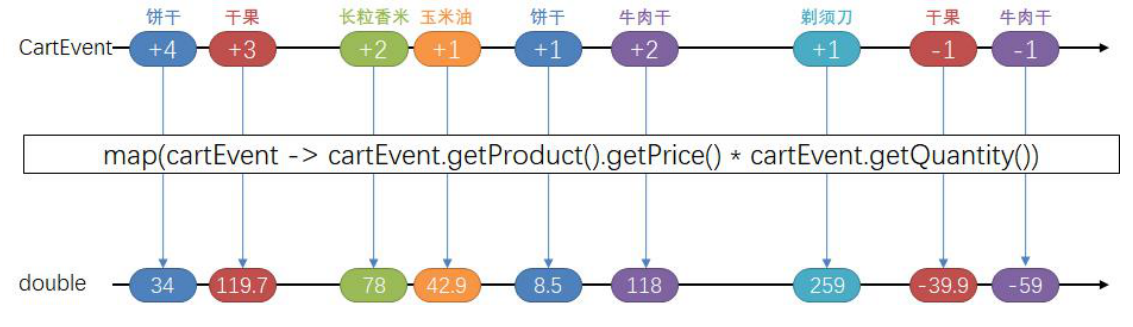 饼干 干果 长粒香米 玉米油 饼干 牛肉干 剃须刀 干果 牛肉干
CartEvent +4 +3 +2 +1 +1 +2 +1 -1 -1
map(cartEvent -> cartEvent.getProduct().getPrice() * cartEvent.getQuantity())
double 34 119.7 78 42.9 8.5 118 259 -39.9 -59